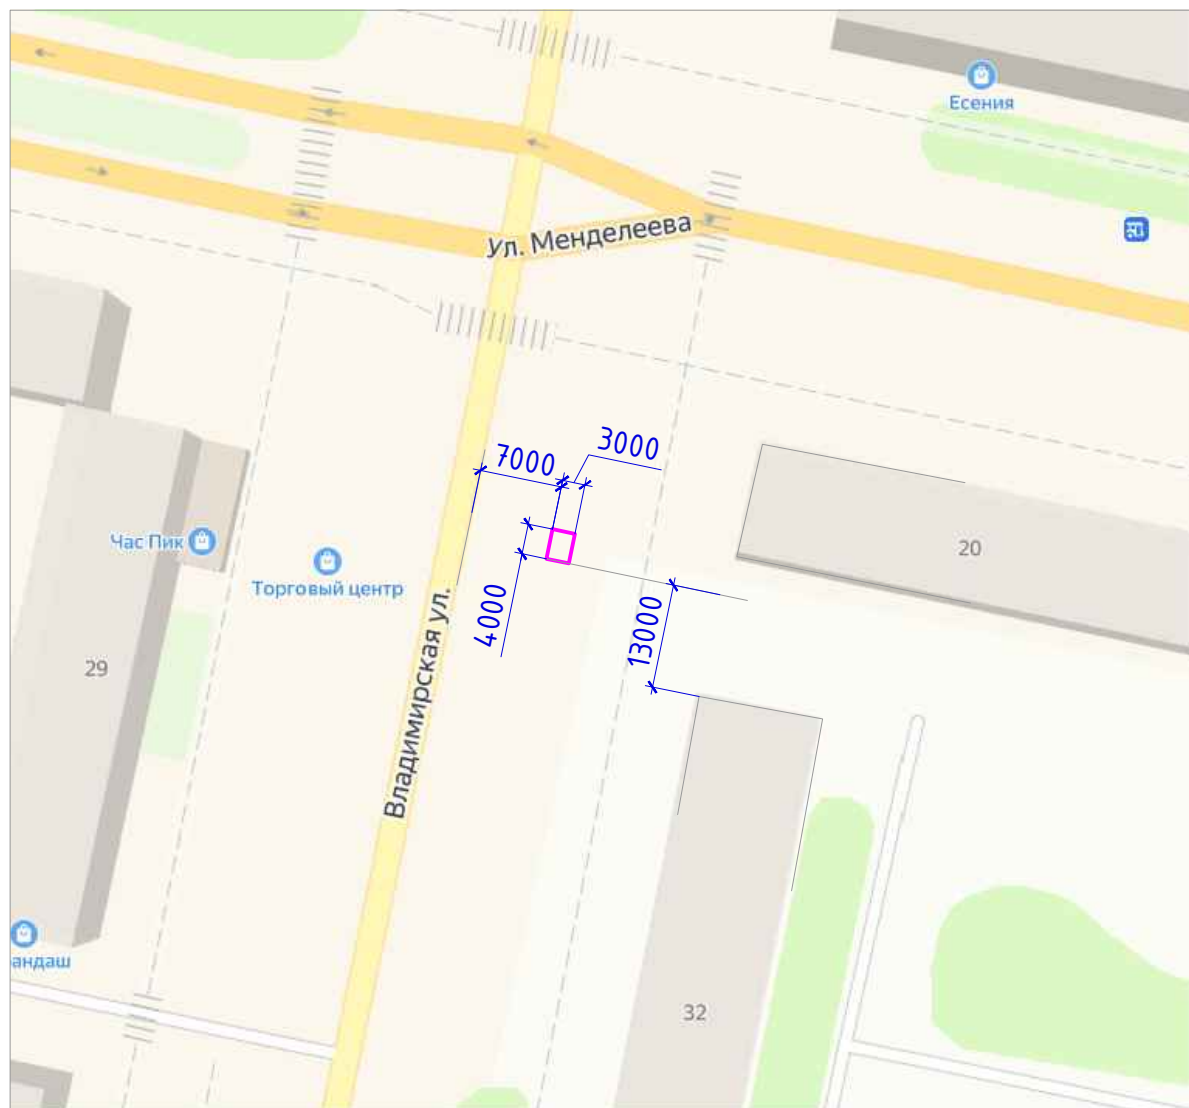 Есения
Ул. Менделеева
7000
3000
Час Пик
Торговый центр
20
4000
13000
Владимирская ул.
29
андаш
32